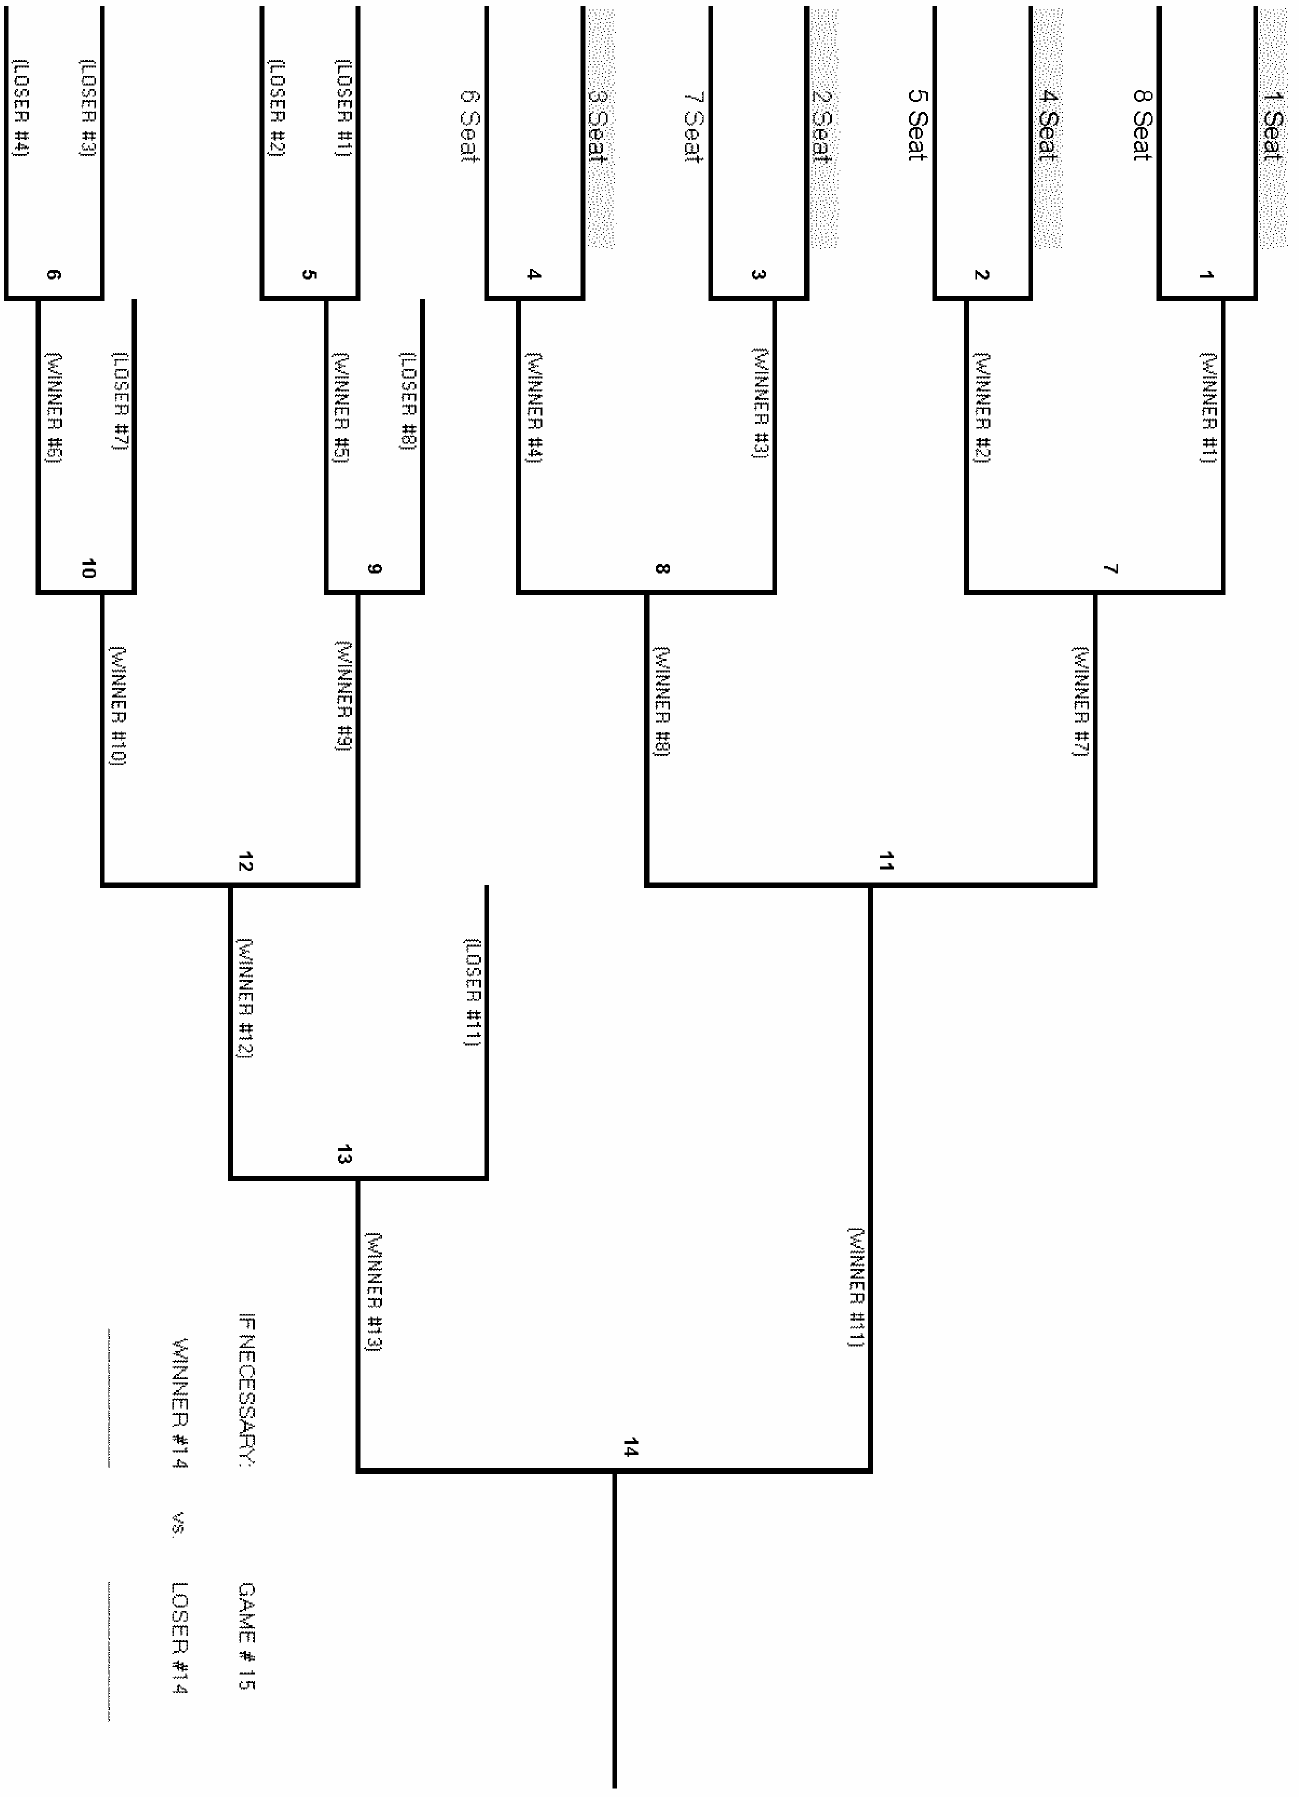 1 Seat
1
8 Seat
(WINNER #1)
4 Seat
2
7
5 Seat
(WINNER #2)
(WINNER #7)
2 Seat
3
11
7 Seat
(WINNER #3)
(WINNER #8)
(WINNER #11)
3 Seat
4
8
6 Seat
(WINNER #4)
14
(LOSER #11)
(LOSER #8)
9
(LOSER #1)
5
(WINNER #5)
(WINNER #9)
13
(WINNER #13)
(LOSER #2)
12
(WINNER #12)
(LOSER #7)
10
(LOSER #3)
6
(WINNER #6)
(WINNER #10)
(LOSER #4)
IF NECESSARY: GAME # 15
WINNER #14 vs. LOSER #14